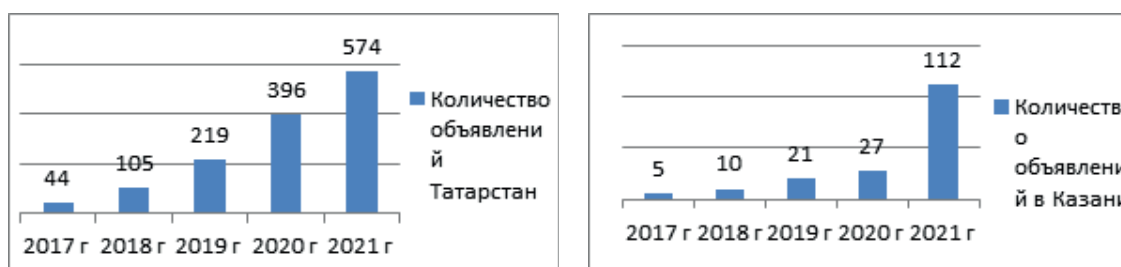 574
396
219
105
44
Количество
объявлени
й
Татарстан
2017 г 2018 г 2019 г 2020 г 2021 г
112
27
21
10
5
Количеств
о
объявлени
й в Казани
2017 г 2018 г 2019 г 2020 г 2021 г